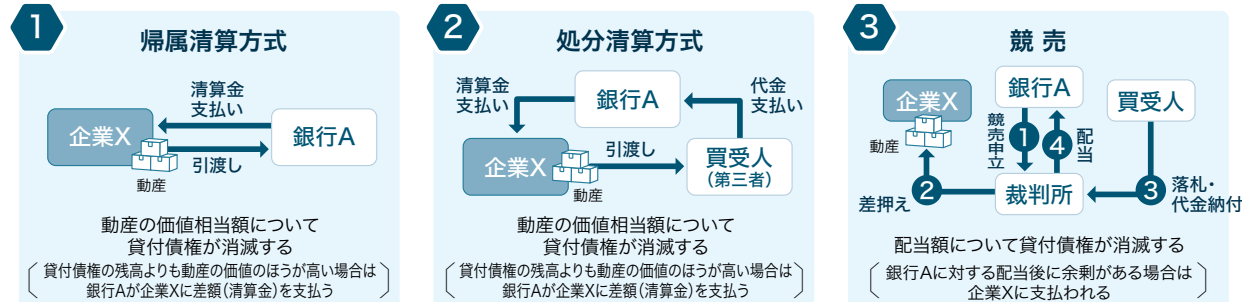 1
帰属清算方式
清算金
支払い
企業X
銀行A
引渡し
動産
動産の価値相当額について
貸付債権が消滅する
(貸付債権の残高よりも動産の価値のほうが高い場合は
銀行Aが企業Xに差額(清算金)を支払う)
2
処分清算方式
清算金
支払い
銀行A
代金
支払い
企業X
引渡し
買受人
(第三者)
動産
動産の価値相当額について
貸付債権が消滅する
(貸付債権の残高よりも動産の価値のほうが高い場合は
銀行Aが企業Xに差額(清算金)を支払う)
3
競売
企業X
銀行A
買受人
動産
競売申立
1
4
配当
差押え
2
裁判所
3
落札・
代金納付
配当額について貸付債権が消滅する
(銀行Aに対する配当後に余剰がある場合は
企業Xに支払われる)